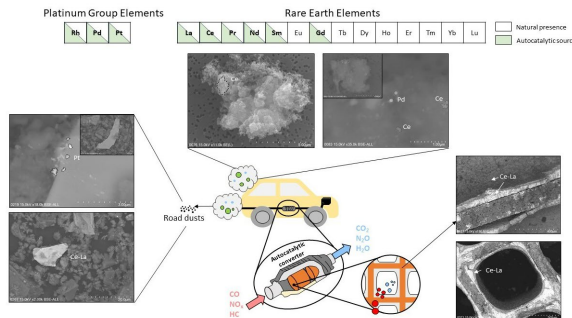 Platinum Group Elements
Rare Earth Elements
Rh Pd Pt
La Ce Pr Nd Sm Eu Gd Tb Dy Ho Er Tm Yb Lu
Natural presence
Autocatalytic source
Ce
Pd
Ce
Ce
Pt
Ce-La
Road dusts
Autocatalytic
converter
CO₂
N₂O
H₂O
CO
NOₓ
HC
Ce-La
Ce-La